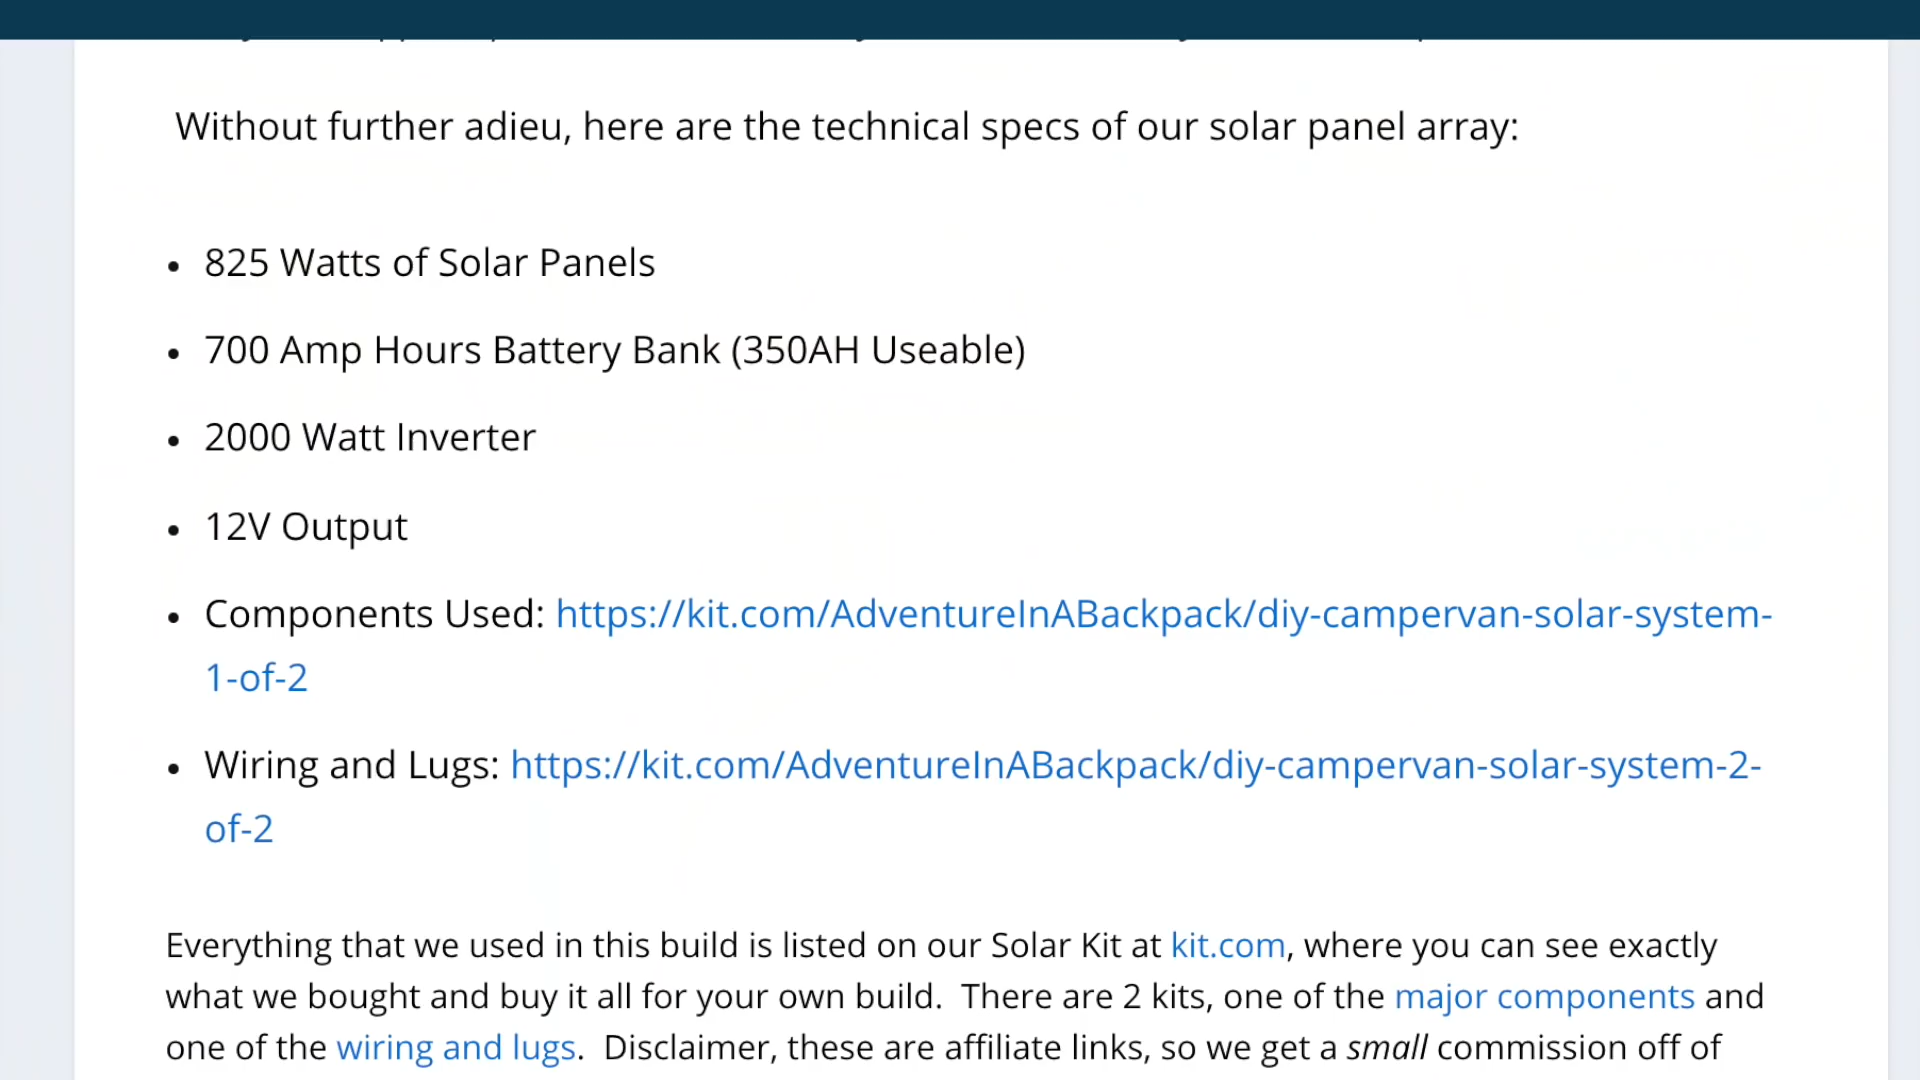 Without further adieu, here are the technical specs of our solar panel array:
• 825 Watts of Solar Panels
• 700 Amp Hours Battery Bank (350AH Useable)
• 2000 Watt Inverter
• 12V Output
• Components Used: https://kit.com/AdventureInABackpack/diy-campervan-solar-system-
1-of-2
• Wiring and Lugs: https://kit.com/AdventureInABackpack/diy-campervan-solar-system-2-
of-2
Everything that we used in this build is listed on our Solar Kit at kit.com, where you can see exactly
what we bought and buy it all for your own build.  There are 2 kits, one of the major components and
one of the wiring and lugs.  Disclaimer, these are affiliate links, so we get a small commission off of